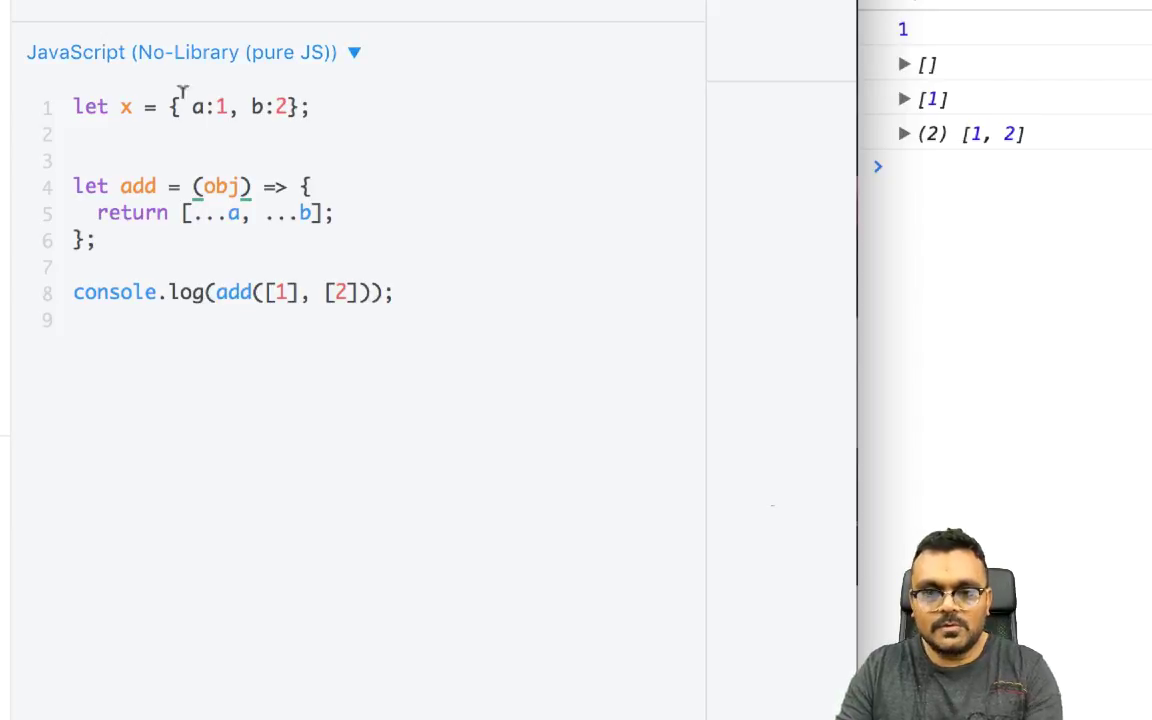 JavaScript (No-Library (pure JS)) ▼
1 let x = { a:1, b:2};
2
3
4 let add = (obj) => {
5 return [...a, ...b];
6 };
7
8 console.log(add([1], [2]));
9
1
▶ []
▶ [1]
▶ (2) [1, 2]
>